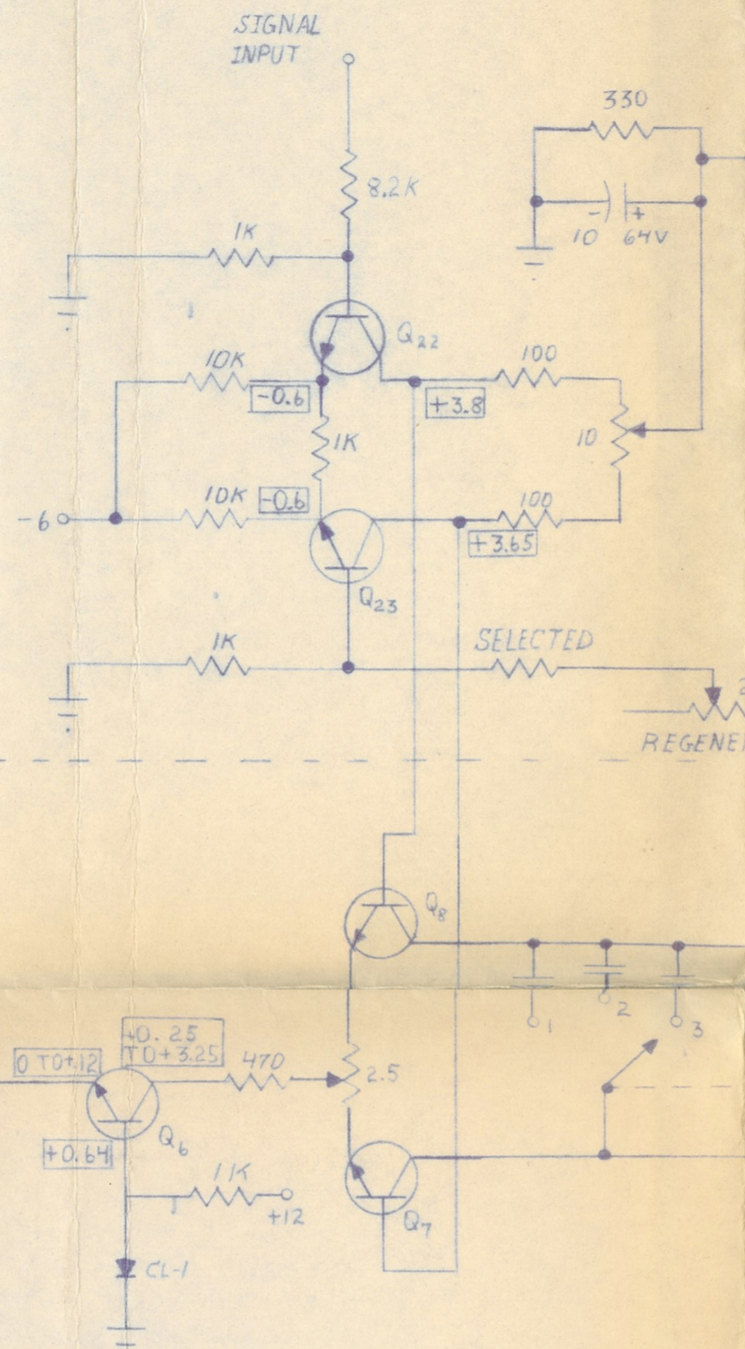 SIGNAL
INPUT
330
8.2K
- +
10 64V
1K
Q22
10K
100
-0.6
+3.8
1K
10
10K
-0.6
-6
100
+3.65
Q23
1K
SELECTED
REGENE
Q8
1
2
3
+0.25
TO+3.25
0 TO+.12
470
2.5
Q6
+0.64
11K
+12
Q7
CL-1